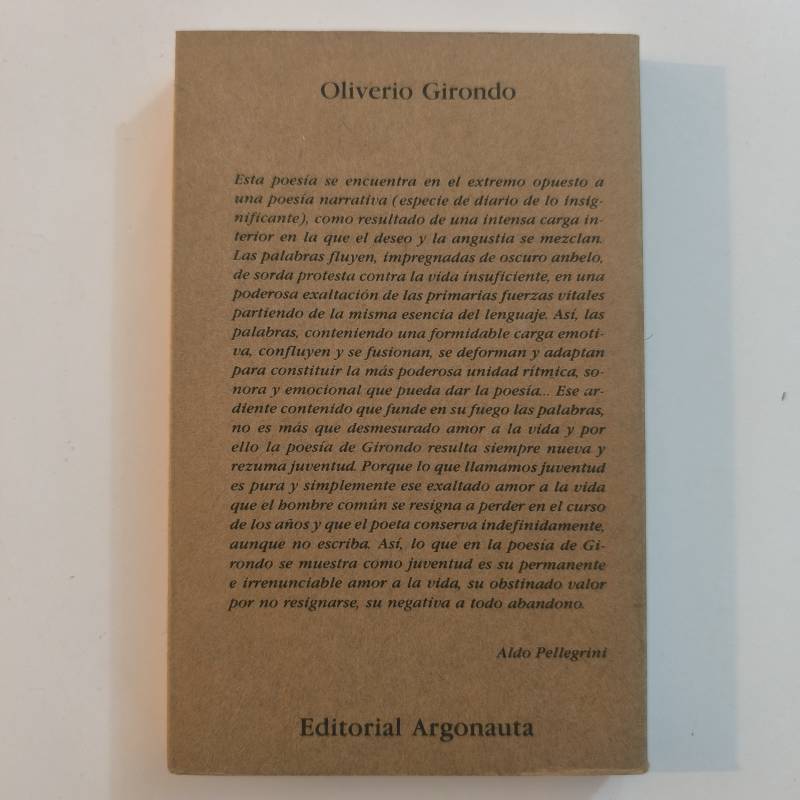 Oliverio Girondo
Esta poesía se encuentra en el extremo opuesto a
una poesía narrativa (especie de diario de lo insig-
nificante), como resultado de una intensa carga in-
terior en la que el deseo y la angustia se mezclan.
Las palabras fluyen, impregnadas de oscuro anhelo,
de sorda protesta contra la vida insuficiente, en una
poderosa exaltación de las primarias fuerzas vitales
partiendo de la misma esencia del lenguaje. Así, las
palabras, conteniendo una formidable carga emoti-
va, confluyen y se fusionan, se deforman y adaptan
para constituir la más poderosa unidad rítmica, so-
nora y emocional que pueda dar la poesía... Ese ar-
diente contenido que funde en su fuego las palabras,
no es más que desmesurado amor a la vida y por
ello la poesía de Girondo resulta siempre nueva y
rezuma juventud. Porque lo que llamamos juventud
es pura y simplemente ese exaltado amor a la vida
que el hombre común se resigna a perder en el curso
de los años y que el poeta conserva indefinidamente,
aunque no escriba. Así, lo que en la poesía de Gi-
rondo se muestra como juventud es su permanente
e irrenunciable amor a la vida, su obstinado valor
por no resignarse, su negativa a todo abandono.
Aldo Pellegrini
Editorial Argonauta